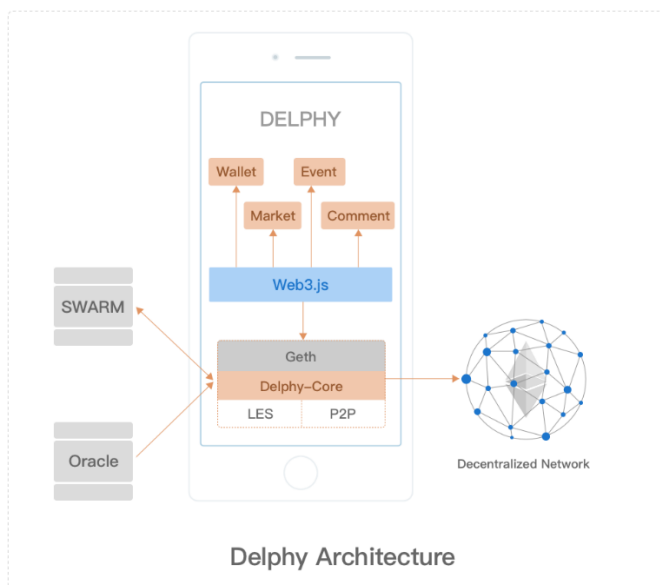 DELPHY
Wallet
Event
Market
Comment
Web3.js
SWARM
Geth
Delphy-Core
LES
P2P
Oracle
Decentralized Network
Delphy Architecture